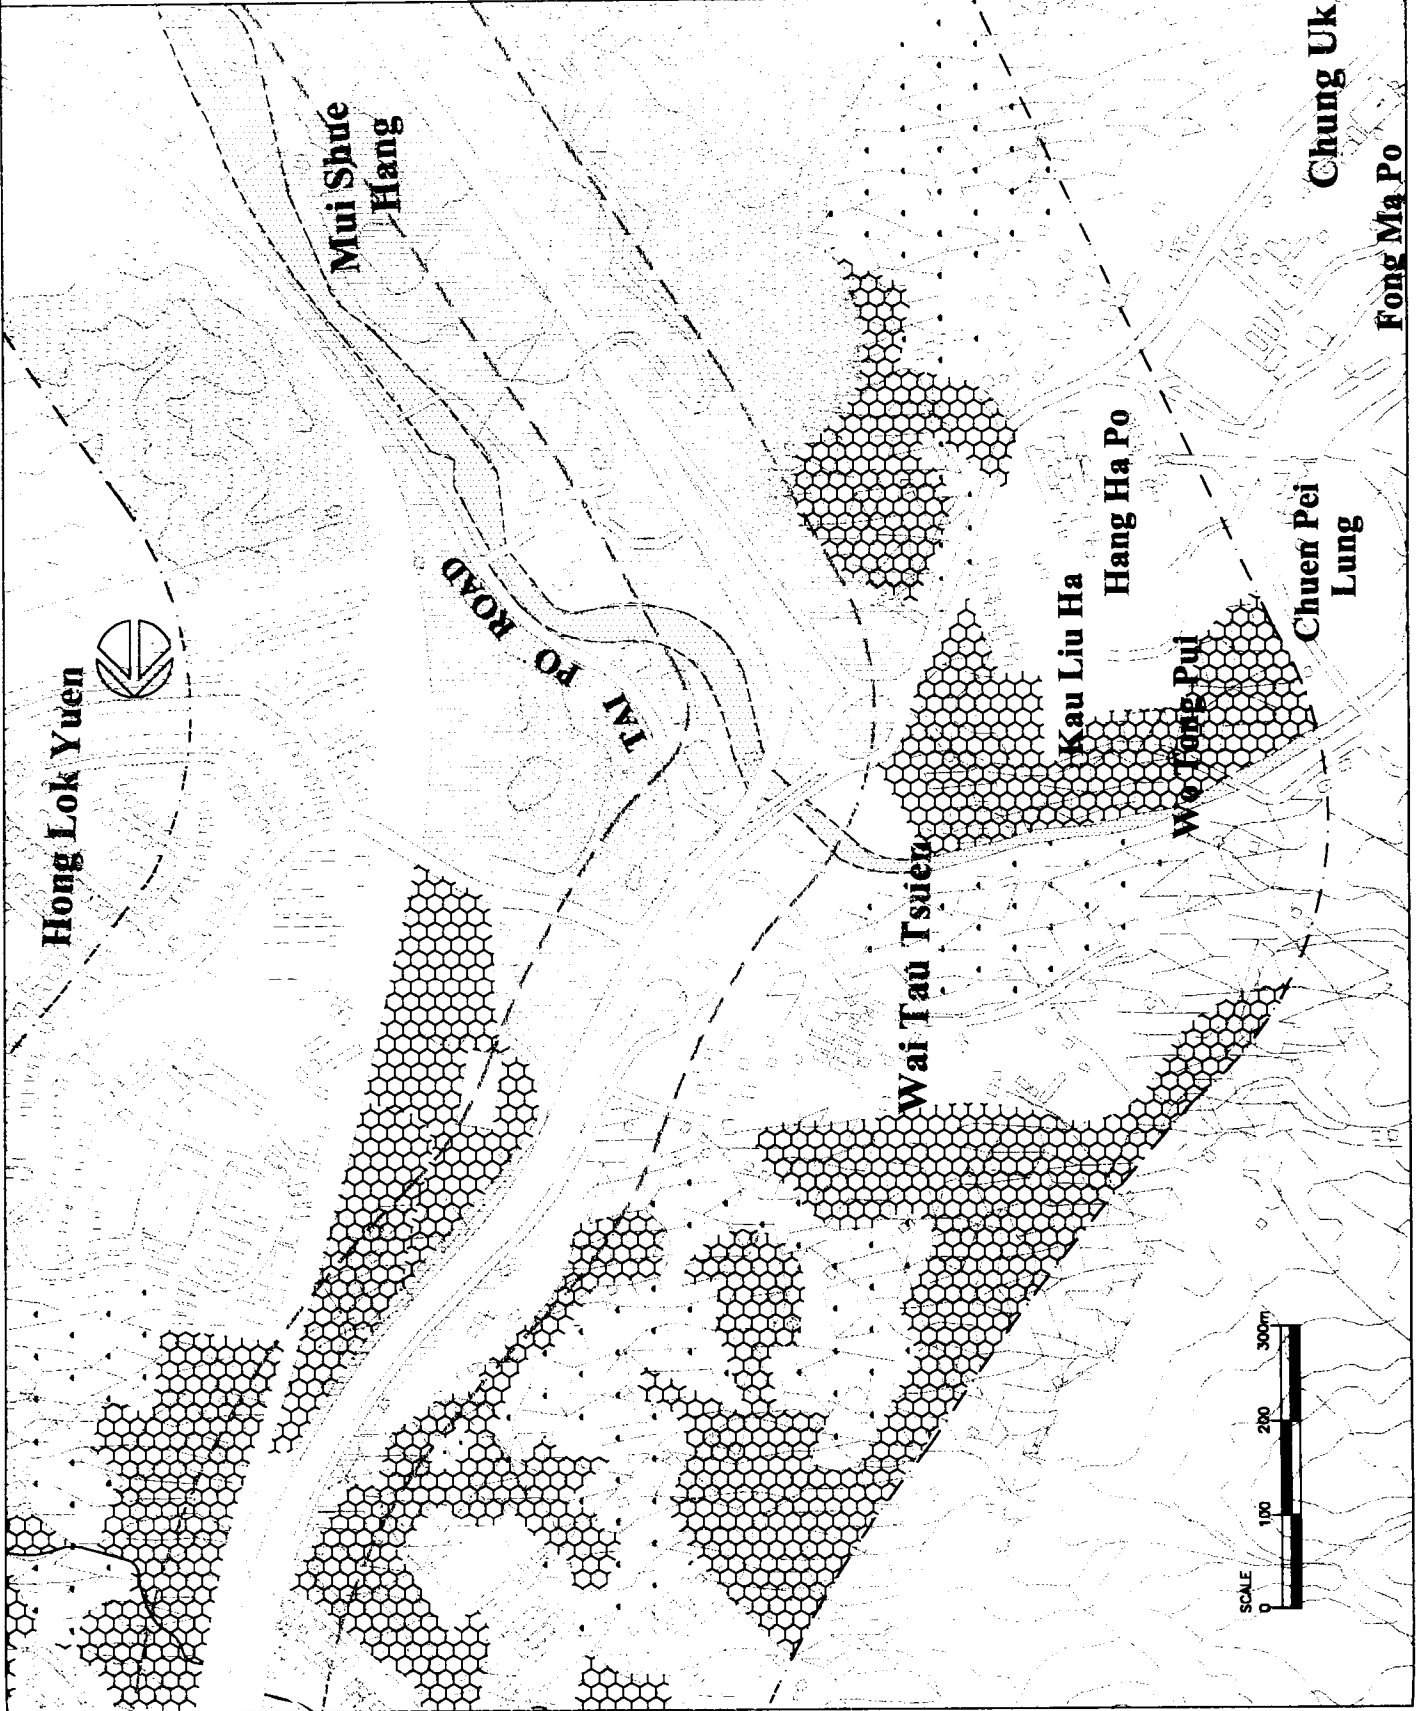 Hong Lok Yuen
Mui Shue
Hang
TAI PO ROAD
Wai Tau Tsien
Kau Liu Ha
Hang Ha Po
Wo Tong Pui
Chuen Pei
Lung
Chung Uk
Fong Ma Po
SCALE
0 100 200 300m